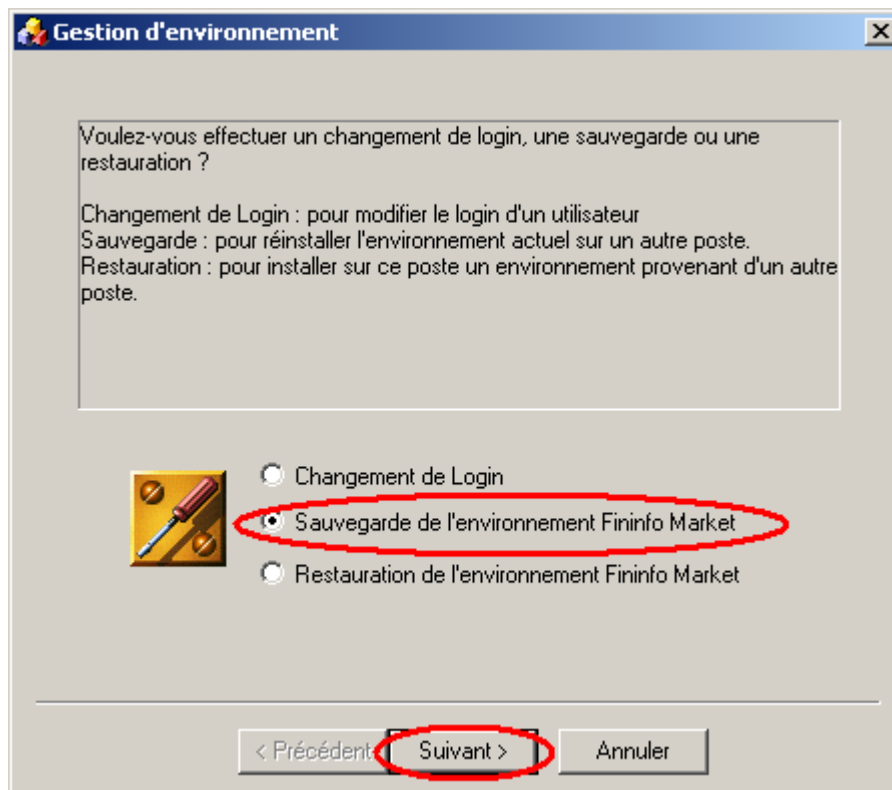 Gestion d'environnement
Voulez-vous effectuer un changement de login, une sauvegarde ou une
restauration ?
Changement de Login : pour modifier le login d'un utilisateur
Sauvegarde : pour réinstaller l'environnement actuel sur un autre poste.
Restauration : pour installer sur ce poste un environnement provenant d'un autre
poste.
Changement de Login
Sauvegarde de l'environnement Fininfo Market
Restauration de l'environnement Fininfo Market
< Précédent Suivant > Annuler